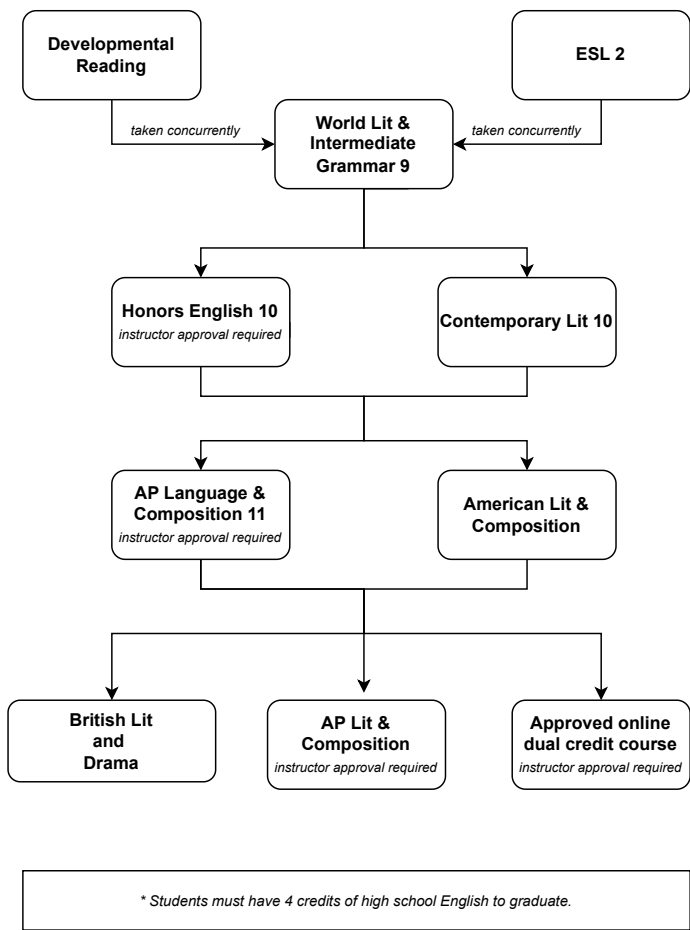 Developmental
Reading
ESL 2
taken concurrently
World Lit &
Intermediate
Grammar 9
taken concurrently
Honors English 10
instructor approval required
Contemporary Lit 10
AP Language &
Composition 11
instructor approval required
American Lit &
Composition
British Lit
and
Drama
AP Lit &
Composition
instructor approval required
Approved online
dual credit course
instructor approval required
* Students must have 4 credits of high school English to graduate.